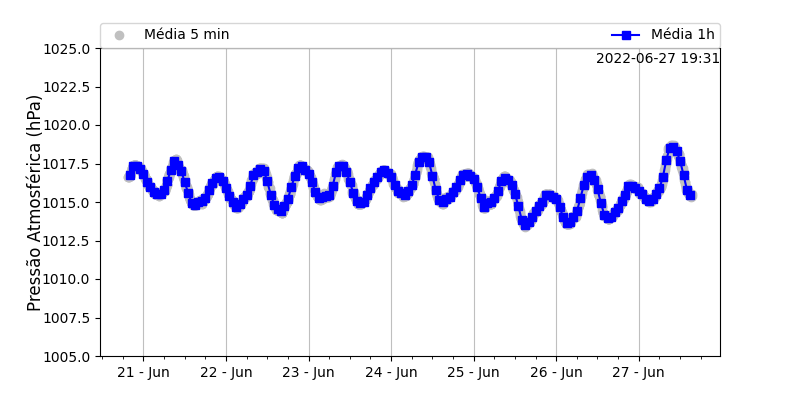 Média 5 min
Média 1h
2022-06-27 19:31
Pressão Atmosférica (hPa)
1025.0
1022.5
1020.0
1017.5
1015.0
1012.5
1010.0
1007.5
1005.0
21 - Jun
22 - Jun
23 - Jun
24 - Jun
25 - Jun
26 - Jun
27 - Jun